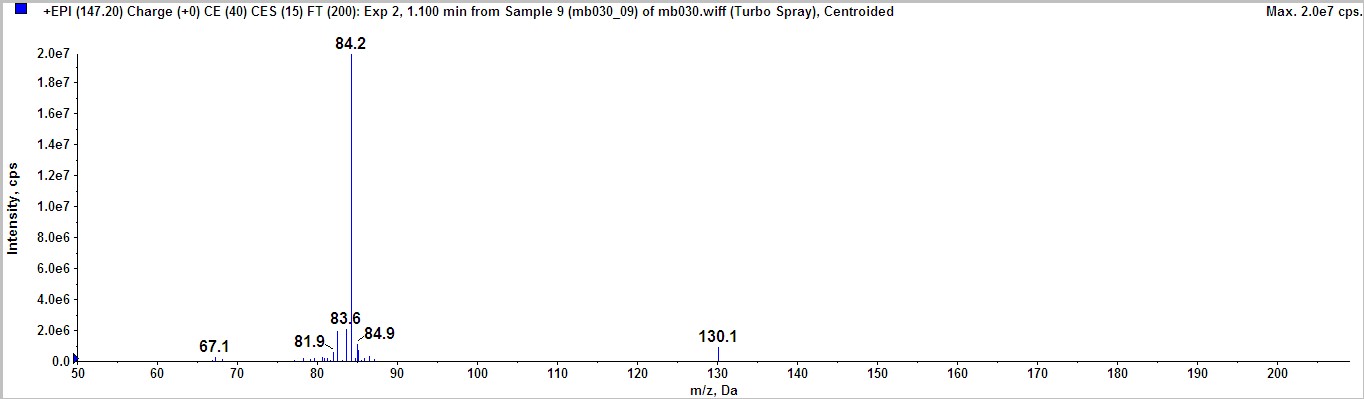 +EPI (147.20) Charge (+0) CE (40) CES (15) FT (200): Exp 2, 1.100 min from Sample 9 (mb030_09) of mb030.wiff (Turbo Spray), Centroided Max. 2.0e7 cps.
84.2
2.0e7
1.8e7
1.6e7
1.4e7
1.2e7
1.0e7
8.0e6
6.0e6
4.0e6
2.0e6
0.0
Intensity, cps
83.6
84.9
81.9
67.1
130.1
50 60 70 80 90 100 110 120 130 140 150 160 170 180 190 200
m/z, Da